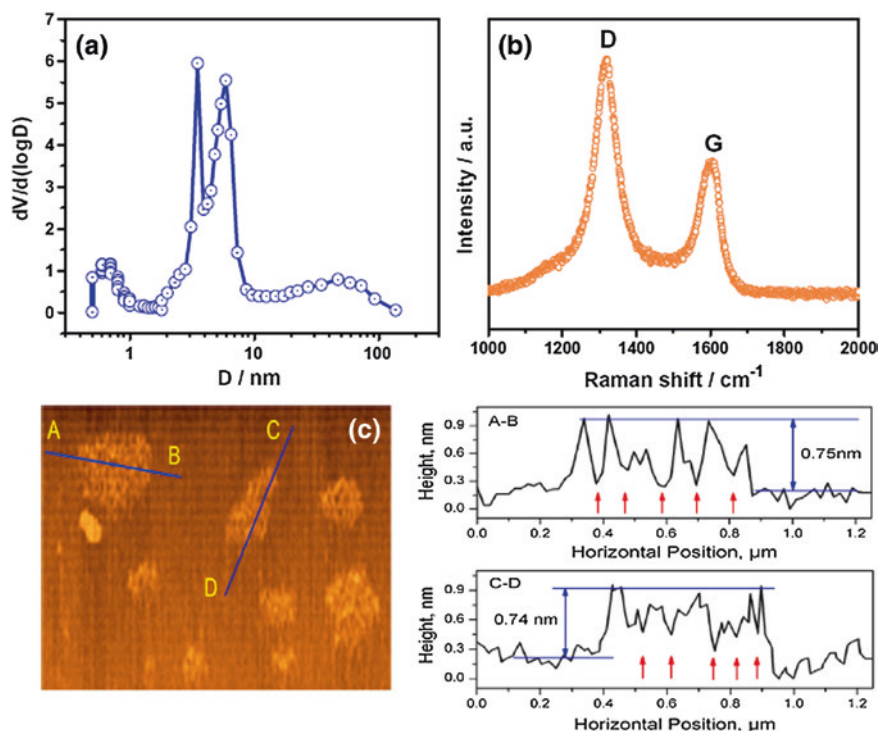 (a)
7
6
5
4
3
2
1
0
dV/d(logD)
1 10 100
D / nm
(b)
D
G
Intensity / a.u.
1000 1200 1400 1600 1800 2000
Raman shift / cm-1
(c)
A
B
C
D
A-B
0.9
0.6
0.3
0.0
Height, nm
0.75nm
0.0 0.2 0.4 0.6 0.8 1.0 1.2
Horizontal Position, µm
C-D
0.9
0.6
0.3
0.0
Height, nm
0.74 nm
0.0 0.2 0.4 0.6 0.8 1.0 1.2
Horizontal Position, µm